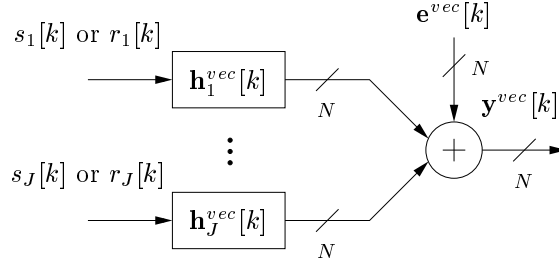 e^{vec}[k]
s_1[k] or r_1[k]
h_1^{vec}[k]
N
N
y^{vec}[k]
+
N
s_J[k] or r_J[k]
h_J^{vec}[k]
N